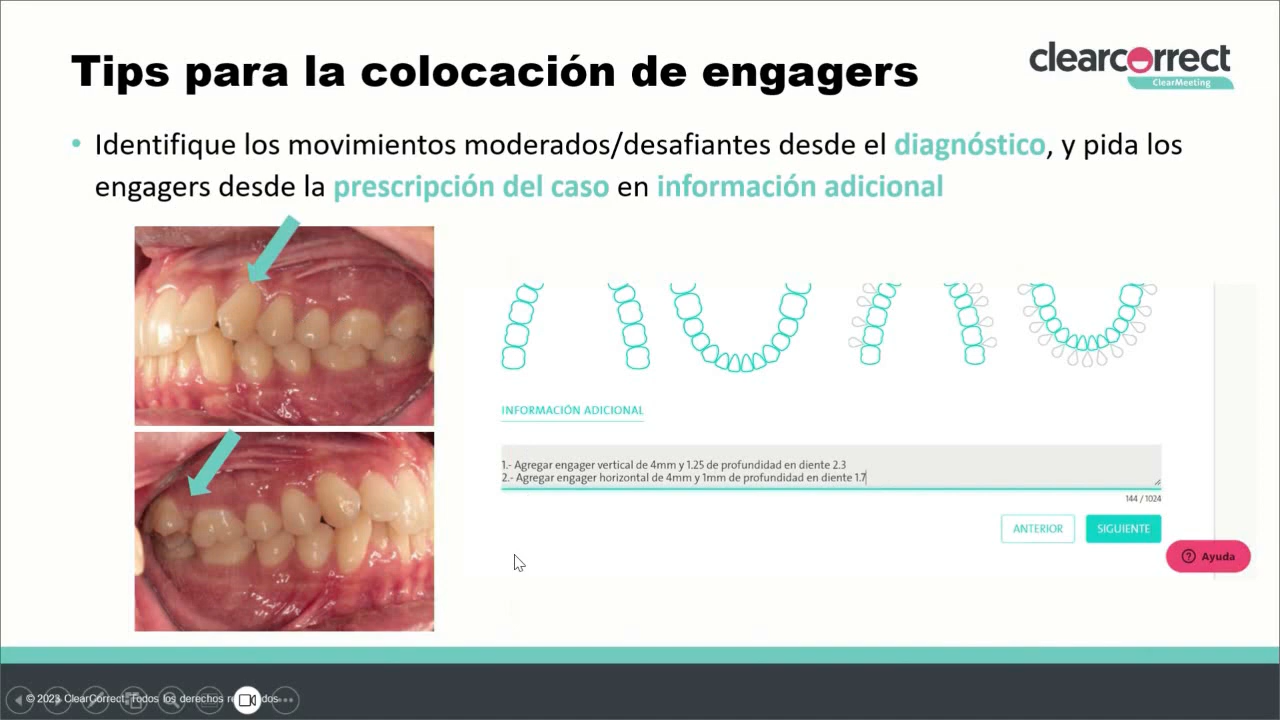 Tips para la colocación de engagers
clearcorrect
ClearMeeting
• Identifique los movimientos moderados/desafiantes desde el diagnóstico, y pida los
engagers desde la prescripción del caso en información adicional
INFORMACIÓN ADICIONAL
1.- Agregar engager vertical de 4mm y 1.25 de profundidad en diente 2.3
2.- Agregar engager horizontal de 4mm y 1mm de profundidad en diente 1.7
144 / 1024
ANTERIOR
SIGUIENTE
Ayuda
© 2023 ClearCorrect. Todos los derechos